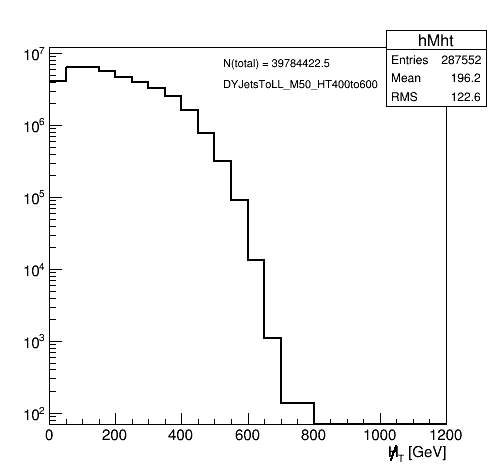 hMht
Entries 287552
Mean 196.2
RMS 122.6
N(total) = 39784422.5
DYJetsToLL_M50_HT400to600
10^7
10^6
10^5
10^4
10^3
10^2
0 200 400 600 800 1000 1200
H̸_T [GeV]